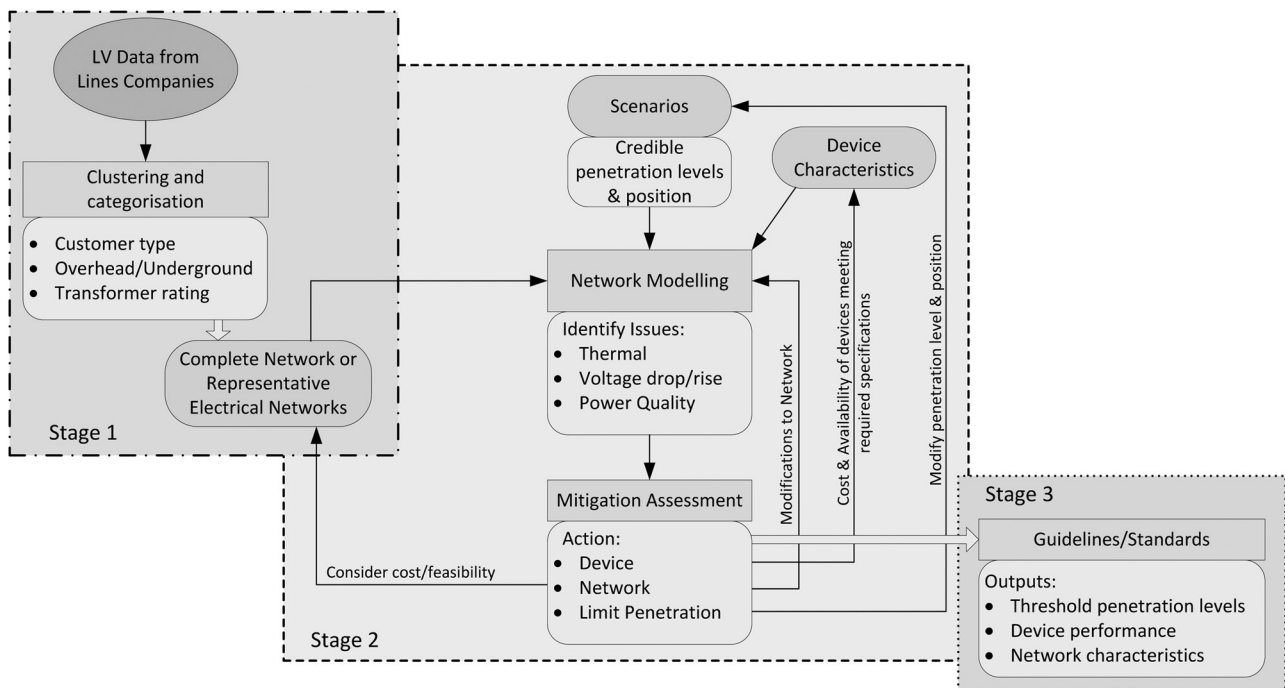 LV Data from
Lines Companies
Clustering and
categorisation
● Customer type
● Overhead/Underground
● Transformer rating
Complete Network or
Representative
Electrical Networks
Stage 1
Scenarios
Credible
penetration levels
& position
Device
Characteristics
Network Modelling
Identify Issues:
● Thermal
● Voltage drop/rise
● Power Quality
Mitigation Assessment
Action:
● Device
● Network
● Limit Penetration
Consider cost/feasibility
Modifications to Network
Cost & Availability of devices meeting
required specifications
Modify penetration level & position
Stage 2
Stage 3
Guidelines/Standards
Outputs:
● Threshold penetration levels
● Device performance
● Network characteristics